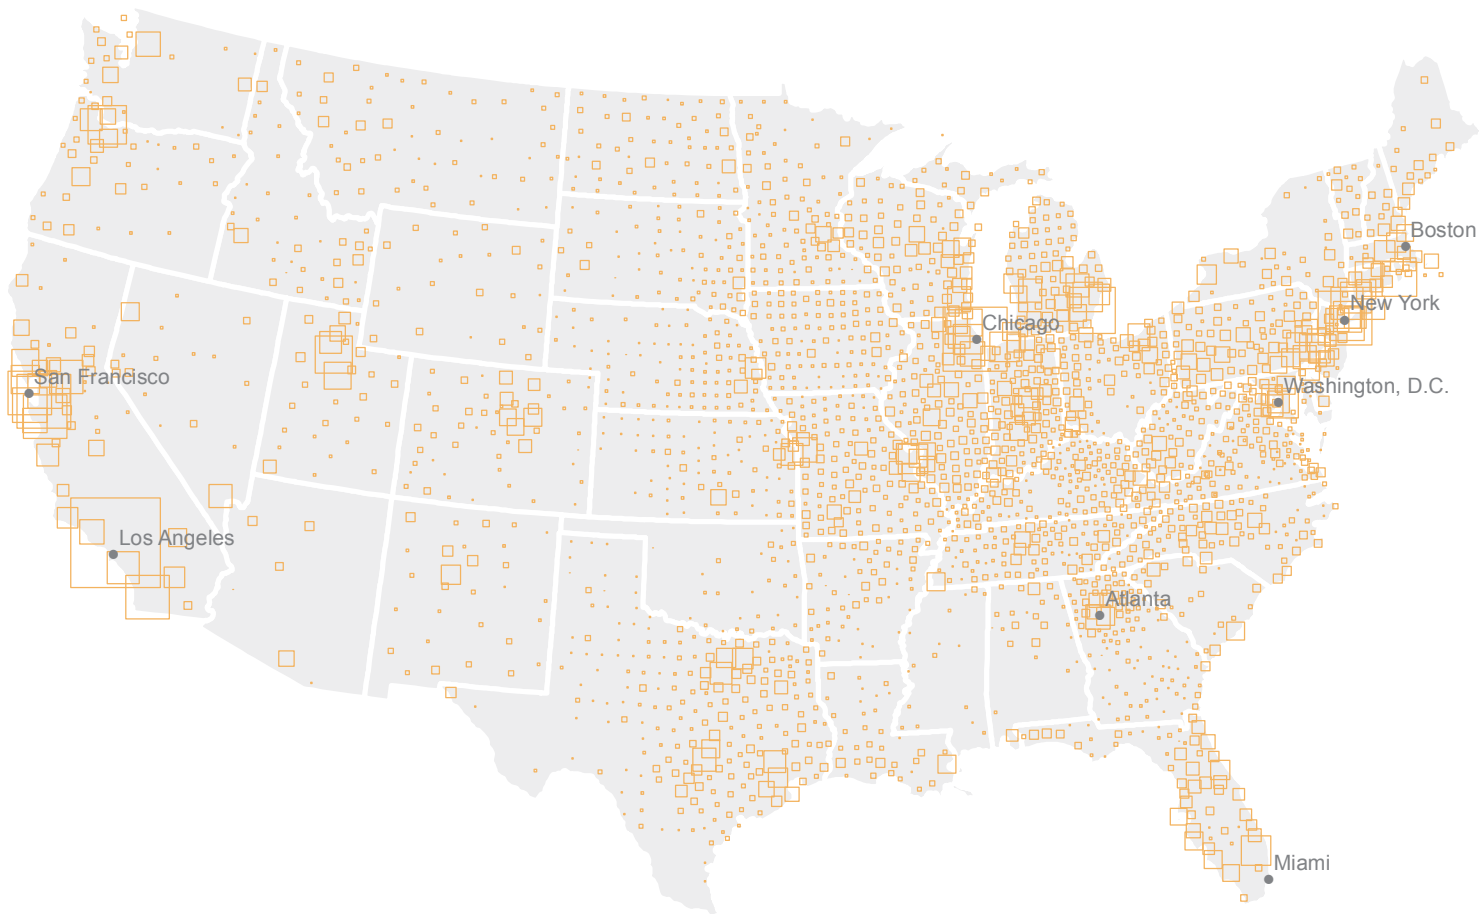 Boston
New York
Chicago
San Francisco
Washington, D.C.
Los Angeles
Atlanta
Miami